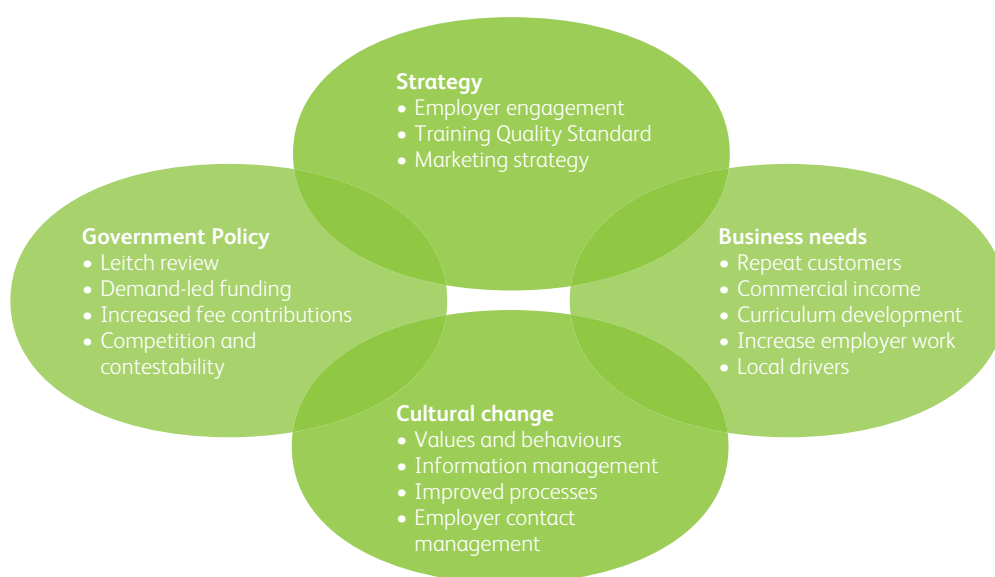 Strategy
• Employer engagement
• Training Quality Standard
• Marketing strategy
Government Policy
• Leitch review
• Demand-led funding
• Increased fee contributions
• Competition and
contestability
Business needs
• Repeat customers
• Commercial income
• Curriculum development
• Increase employer work
• Local drivers
Cultural change
• Values and behaviours
• Information management
• Improved processes
• Employer contact
management